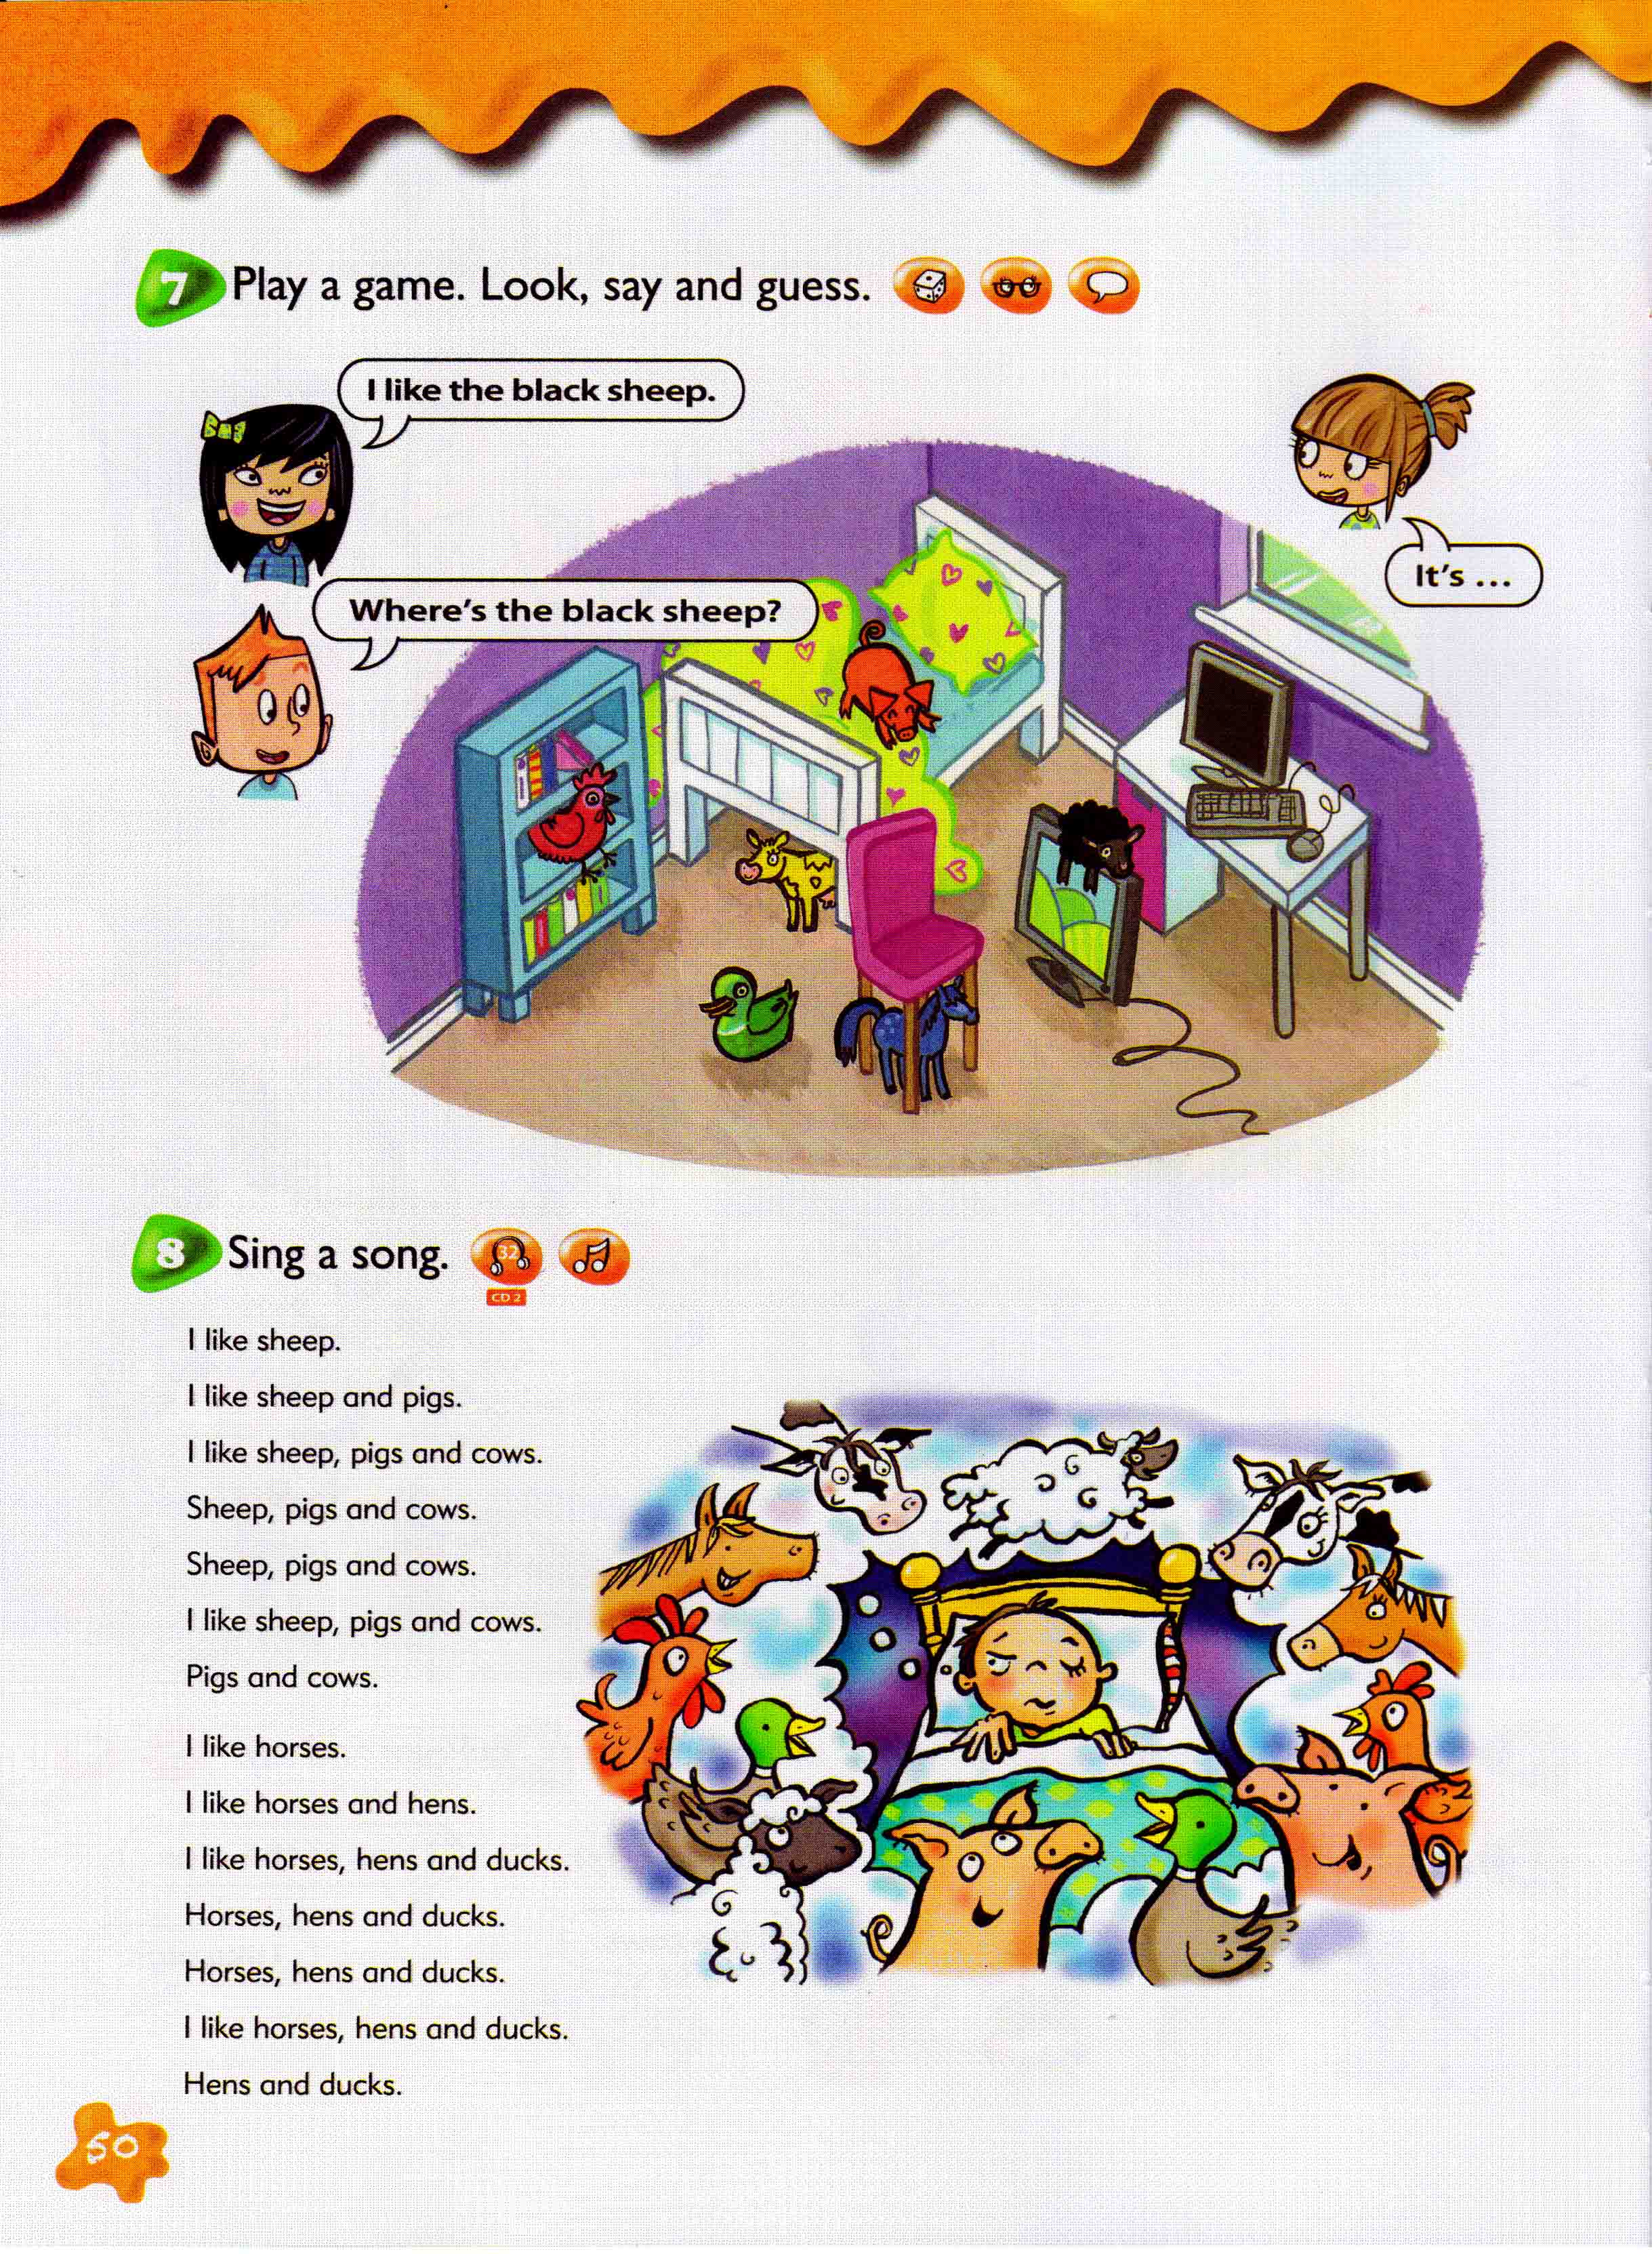 7 Play a game. Look, say and guess.
I like the black sheep.
It's ...
Where's the black sheep?
8 Sing a song.
32
CD 2
I like sheep.
I like sheep and pigs.
I like sheep, pigs and cows.
Sheep, pigs and cows.
Sheep, pigs and cows.
I like sheep, pigs and cows.
Pigs and cows.
I like horses.
I like horses and hens.
I like horses, hens and ducks.
Horses, hens and ducks.
Horses, hens and ducks.
I like horses, hens and ducks.
Hens and ducks.
50